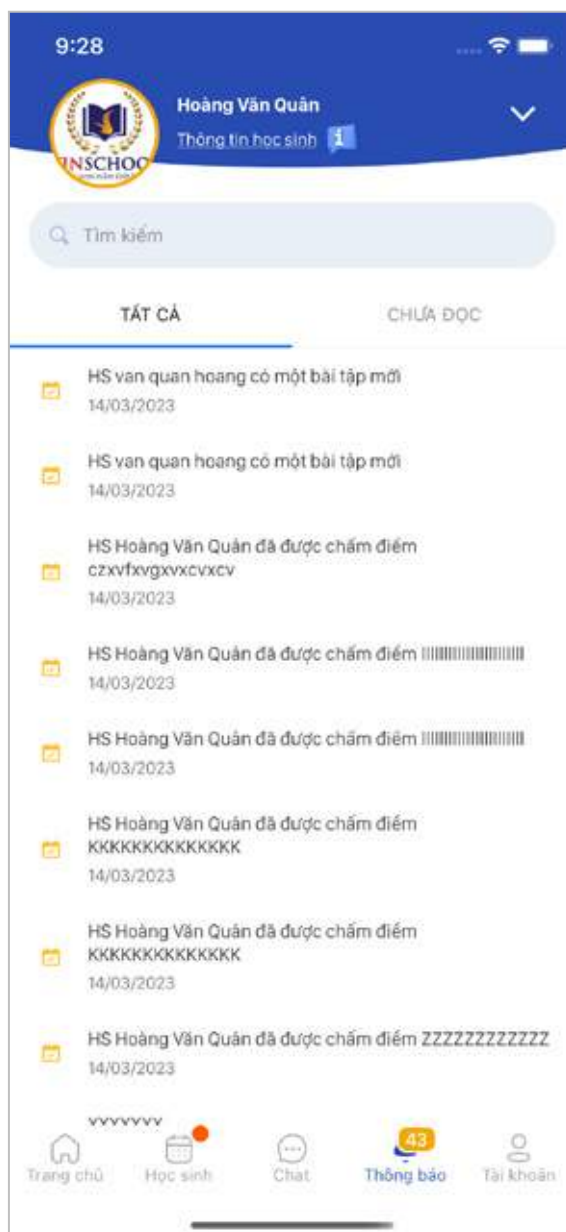 9:28
Hoàng Văn Quân
Thông tin học sinh
NSCHOO
Tìm kiếm
TẤT CẢ
CHƯA ĐỌC
HS van quan hoang có một bài tập mới
14/03/2023
HS van quan hoang có một bài tập mới
14/03/2023
HS Hoàng Văn Quân đã được chấm điểm
czxvfxvgxvxcvxcv
14/03/2023
HS Hoàng Văn Quân đã được chấm điểm
14/03/2023
HS Hoàng Văn Quân đã được chấm điểm
14/03/2023
HS Hoàng Văn Quân đã được chấm điểm
KKKKKKKKKKKKKK
14/03/2023
HS Hoàng Văn Quân đã được chấm điểm
KKKKKKKKKKKKKK
14/03/2023
HS Hoàng Văn Quân đã được chấm điểm ZZZZZZZZZZZZ
14/03/2023
43
Trang chủ
Học sinh
Chat
Thông báo
Tài khoản